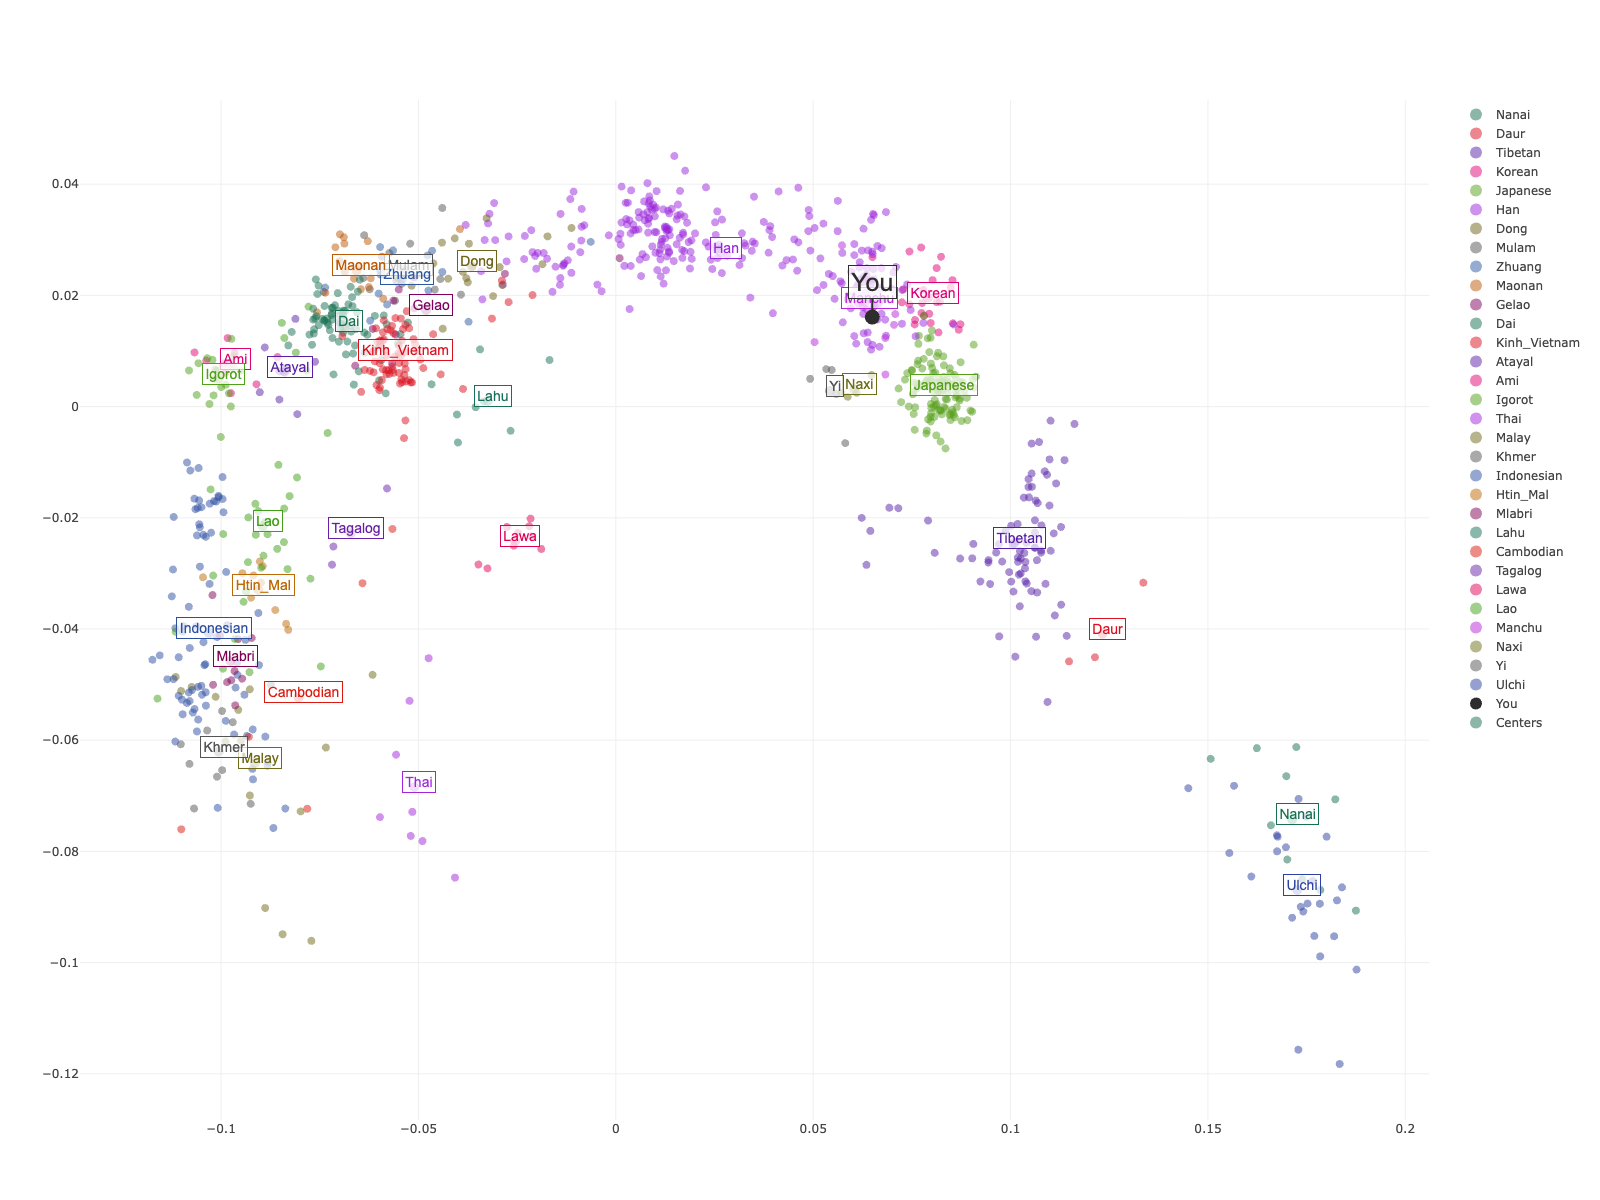 0.04
0.02
0
−0.02
−0.04
−0.06
−0.08
−0.1
−0.12
−0.1
−0.05
0
0.05
0.1
0.15
0.2
Maonan
Mulam
Zhuang
Dong
Gelao
Dai
Kinh_Vietnam
Ami
Igorot
Atayal
Lahu
Han
You
Manchu
Korean
Yi
Naxi
Japanese
Lao
Tagalog
Lawa
Tibetan
Htin_Mal
Indonesian
Mlabri
Cambodian
Khmer
Malay
Thai
Daur
Nanai
Ulchi
Nanai
Daur
Tibetan
Korean
Japanese
Han
Dong
Mulam
Zhuang
Maonan
Gelao
Dai
Kinh_Vietnam
Atayal
Ami
Igorot
Thai
Malay
Khmer
Indonesian
Htin_Mal
Mlabri
Lahu
Cambodian
Tagalog
Lawa
Lao
Manchu
Naxi
Yi
Ulchi
You
Centers